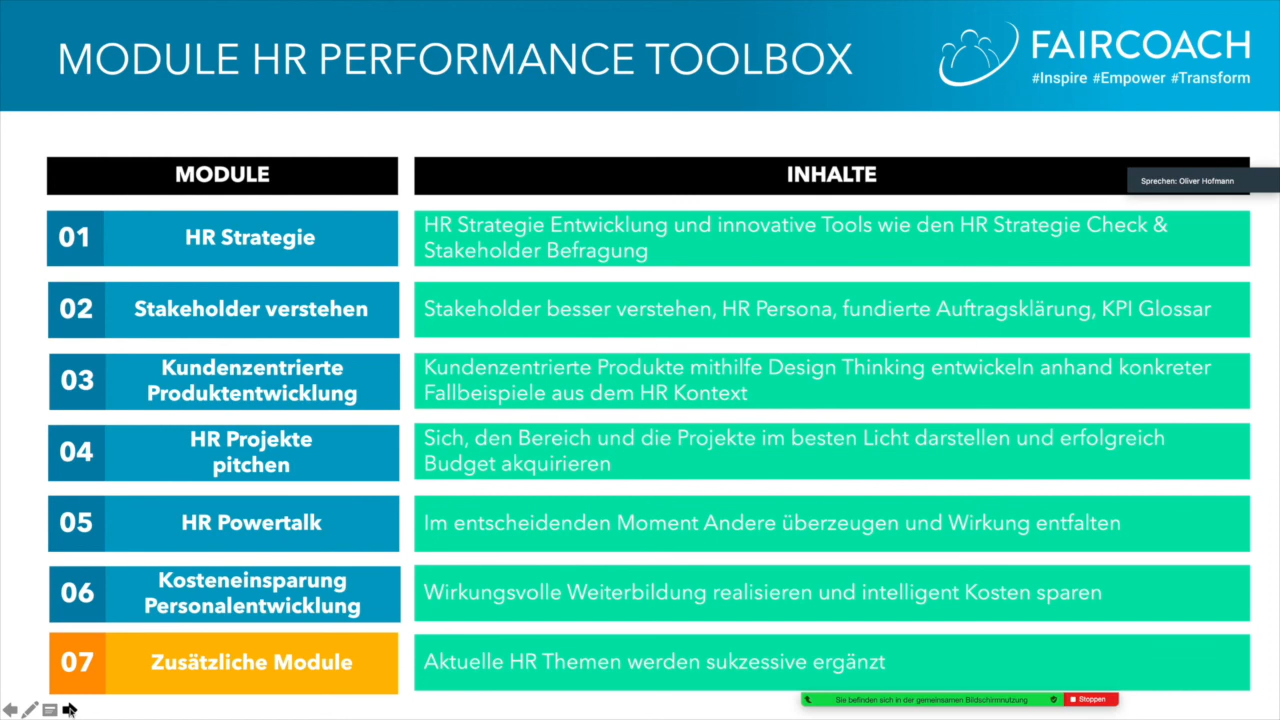 MODULE HR PERFORMANCE TOOLBOX
FAIRCOACH
#Inspire #Empower #Transform
MODULE
INHALTE
Sprechen: Oliver Hofmann
01
HR Strategie
HR Strategie Entwicklung und innovative Tools wie den HR Strategie Check &
Stakeholder Befragung
02
Stakeholder verstehen
Stakeholder besser verstehen, HR Persona, fundierte Auftragsklärung, KPI Glossar
03
Kundenzentrierte
Produktentwicklung
Kundenzentrierte Produkte mithilfe Design Thinking entwickeln anhand konkreter
Fallbeispiele aus dem HR Kontext
04
HR Projekte
pitchen
Sich, den Bereich und die Projekte im besten Licht darstellen und erfolgreich
Budget akquirieren
05
HR Powertalk
Im entscheidenden Moment Andere überzeugen und Wirkung entfalten
06
Kosteneinsparung
Personalentwicklung
Wirkungsvolle Weiterbildung realisieren und intelligent Kosten sparen
07
Zusätzliche Module
Aktuelle HR Themen werden sukzessive ergänzt
Sie befinden sich in der gemeinsamen Bildschirmnutzung
Stoppen